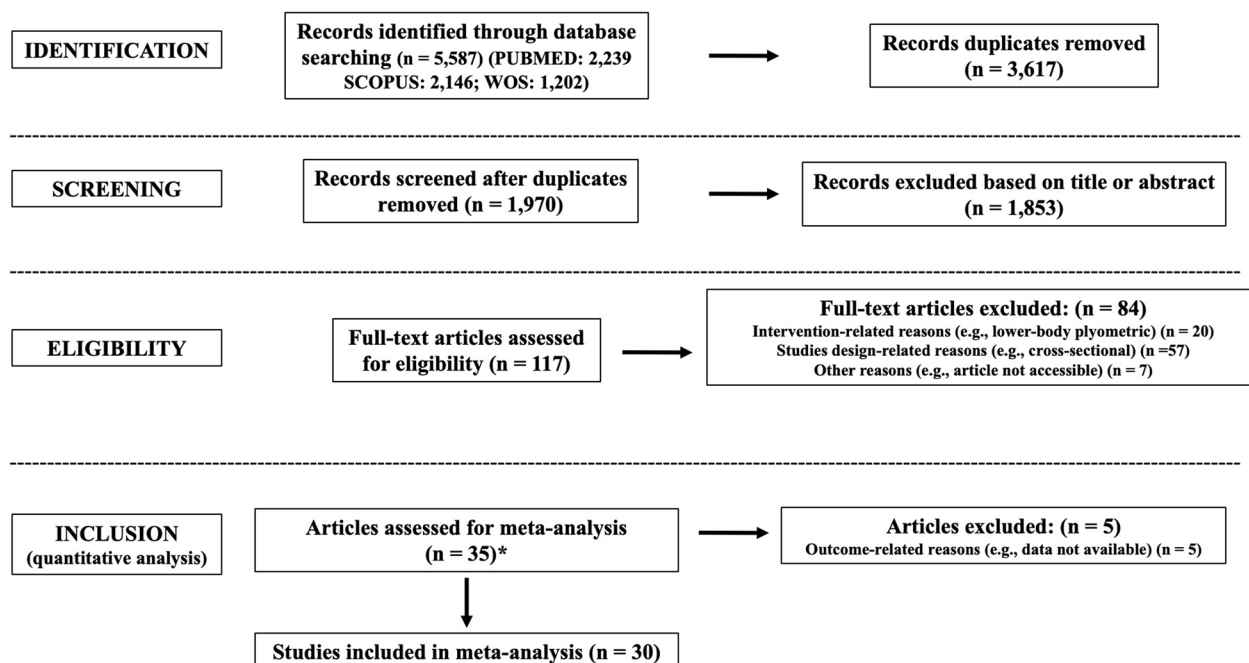 IDENTIFICATION
Records identified through database
searching (n = 5,587) (PUBMED: 2,239
SCOPUS: 2,146; WOS: 1,202)
Records duplicates removed
(n = 3,617)
SCREENING
Records screened after duplicates
removed (n = 1,970)
Records excluded based on title or abstract
(n = 1,853)
ELIGIBILITY
Full-text articles assessed
for eligibility (n = 117)
Full-text articles excluded: (n = 84)
Intervention-related reasons (e.g., lower-body plyometric) (n = 20)
Studies design-related reasons (e.g., cross-sectional) (n =57)
Other reasons (e.g., article not accessible) (n = 7)
INCLUSION
(quantitative analysis)
Articles assessed for meta-analysis
(n = 35)*
Articles excluded: (n = 5)
Outcome-related reasons (e.g., data not available) (n = 5)
Studies included in meta-analysis (n = 30)